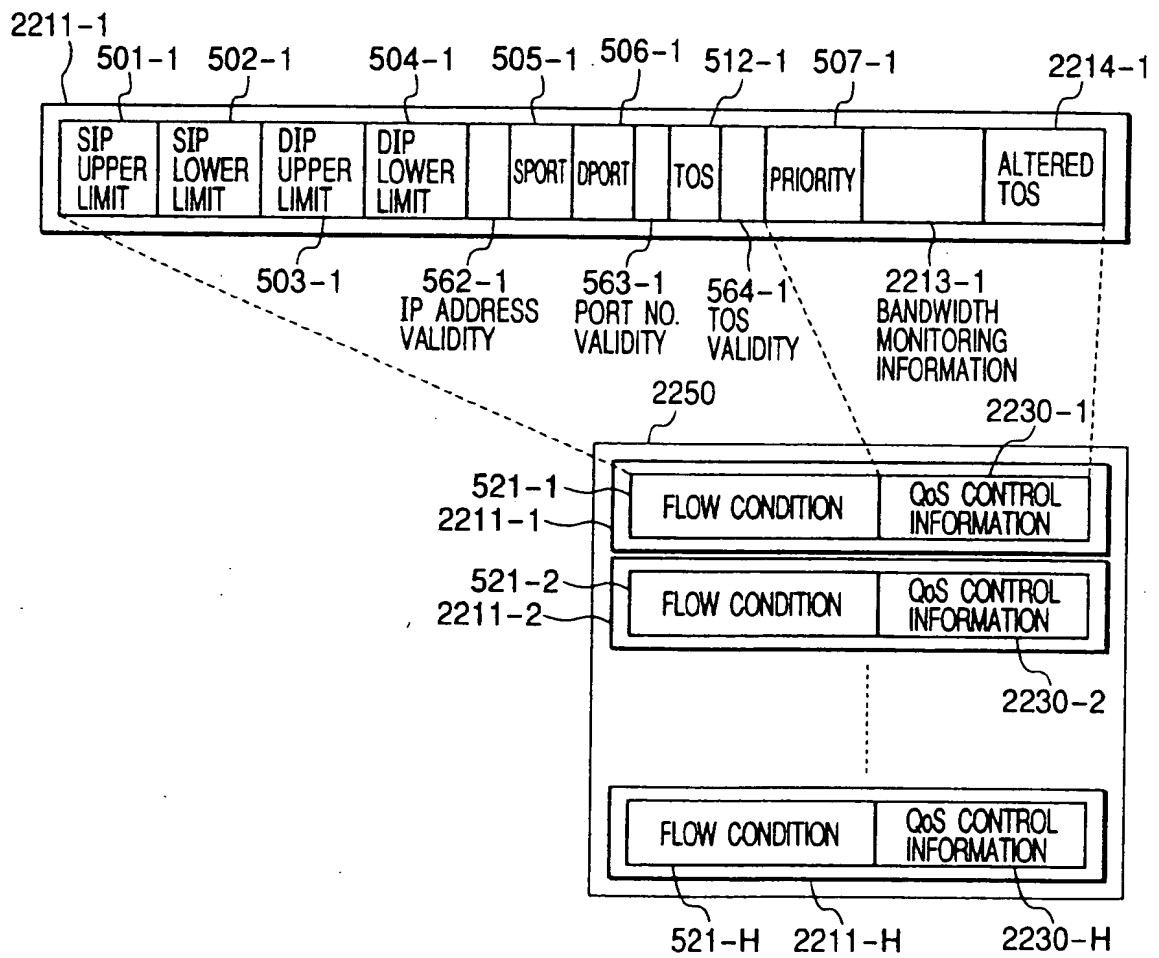 2211-1
501-1
502-1
504-1
505-1
506-1
512-1
507-1
2214-1
SIP
UPPER
LIMIT
SIP
LOWER
LIMIT
DIP
UPPER
LIMIT
DIP
LOWER
LIMIT
SPORT
DPORT
TOS
PRIORITY
ALTERED
TOS
503-1
562-1
IP ADDRESS
VALIDITY
563-1
PORT NO.
VALIDITY
564-1
TOS
VALIDITY
2213-1
BANDWIDTH
MONITORING
INFORMATION
2250
2230-1
521-1
2211-1
FLOW CONDITION
QoS CONTROL
INFORMATION
521-2
2211-2
FLOW CONDITION
QoS CONTROL
INFORMATION
2230-2
FLOW CONDITION
QoS CONTROL
INFORMATION
521-H
2211-H
2230-H